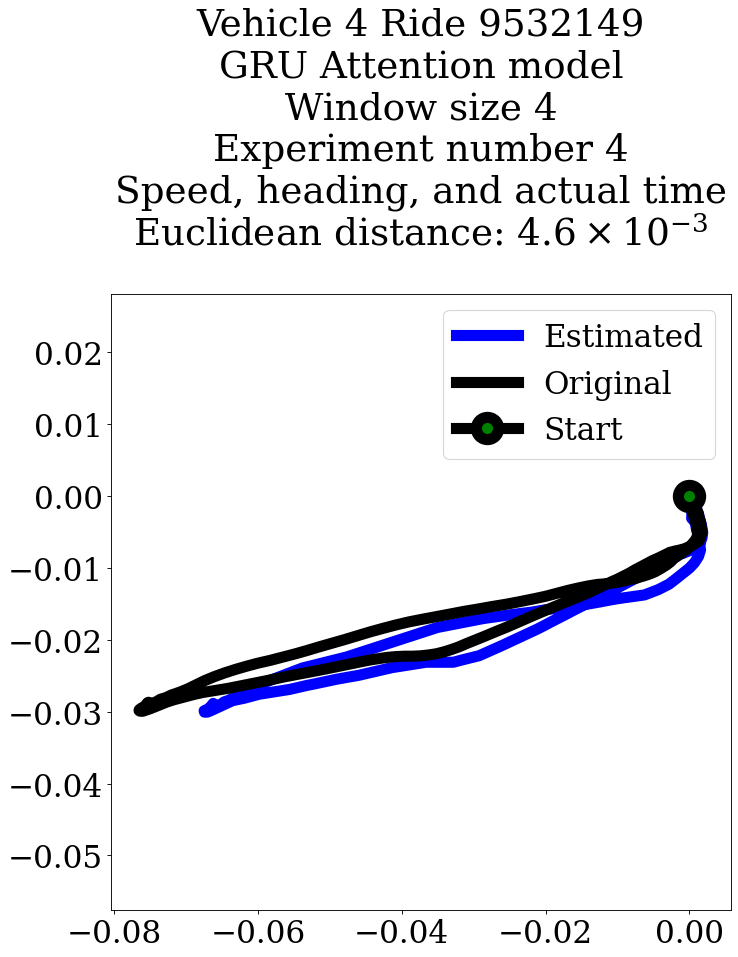 Vehicle 4 Ride 9532149
GRU Attention model
Window size 4
Experiment number 4
Speed, heading, and actual time
Euclidean distance: 4.6 × 10⁻³
Estimated
Original
Start
0.02
0.01
0.00
−0.01
−0.02
−0.03
−0.04
−0.05
−0.08 −0.06 −0.04 −0.02 0.00